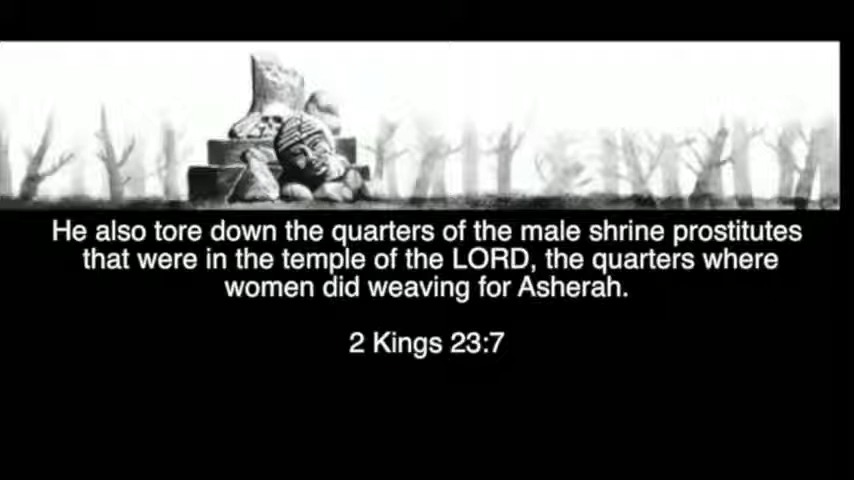 He also tore down the quarters of the male shrine prostitutes
that were in the temple of the LORD, the quarters where
women did weaving for Asherah.
2 Kings 23:7